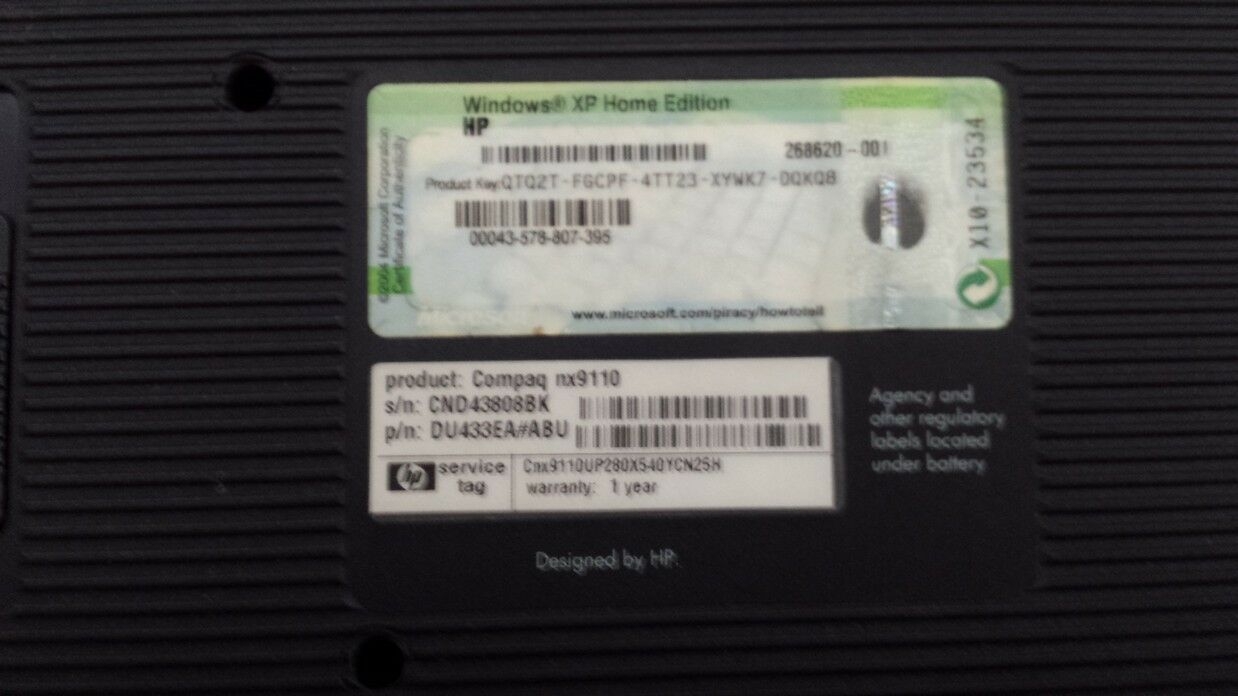 Windows® XP Home Edition
HP
268620-001
Product Key: QTQ2T-FGCPF-4TT23-XYWK7-DQKQ8
00043-578-807-395
©2004 Microsoft Corporation
Certificate of Authenticity
X10-23534
www.microsoft.com/piracy/howtotell
product: Compaq nx9110
s/n: CND43808BK
p/n: DU433EA#ABU
hp service tag
Cnx9110UP280X540YCN25H
warranty: 1 year
Agency and
other regulatory
labels located
under battery.
Designed by HP.